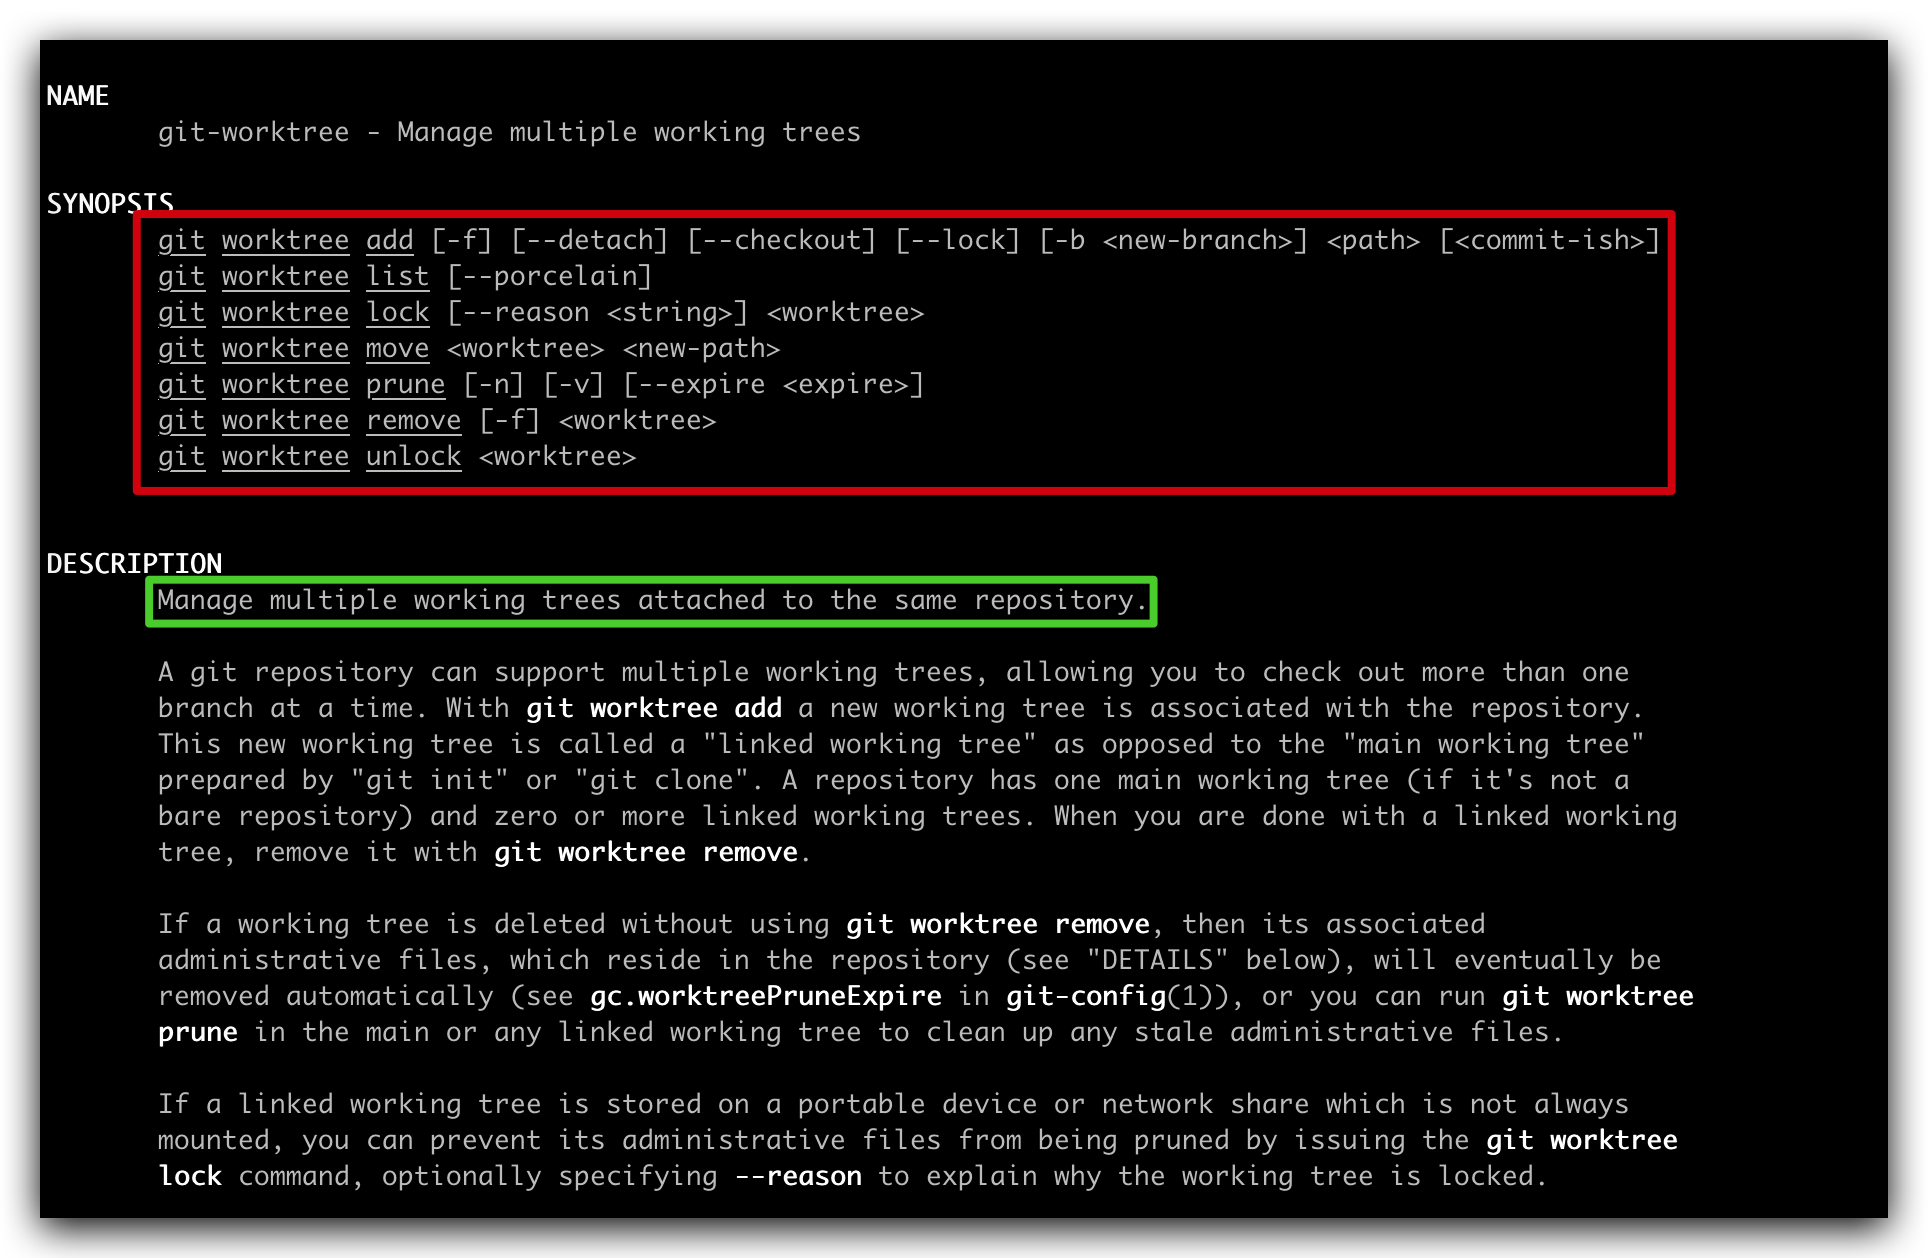 NAME
git-worktree - Manage multiple working trees
SYNOPSIS
git worktree add [-f] [--detach] [--checkout] [--lock] [-b <new-branch>] <path> [<commit-ish>]
git worktree list [--porcelain]
git worktree lock [--reason <string>] <worktree>
git worktree move <worktree> <new-path>
git worktree prune [-n] [-v] [--expire <expire>]
git worktree remove [-f] <worktree>
git worktree unlock <worktree>
DESCRIPTION
Manage multiple working trees attached to the same repository.
A git repository can support multiple working trees, allowing you to check out more than one
branch at a time. With git worktree add a new working tree is associated with the repository.
This new working tree is called a "linked working tree" as opposed to the "main working tree"
prepared by "git init" or "git clone". A repository has one main working tree (if it's not a
bare repository) and zero or more linked working trees. When you are done with a linked working
tree, remove it with git worktree remove.
If a working tree is deleted without using git worktree remove, then its associated
administrative files, which reside in the repository (see "DETAILS" below), will eventually be
removed automatically (see gc.worktreePruneExpire in git-config(1)), or you can run git worktree
prune in the main or any linked working tree to clean up any stale administrative files.
If a linked working tree is stored on a portable device or network share which is not always
mounted, you can prevent its administrative files from being pruned by issuing the git worktree
lock command, optionally specifying --reason to explain why the working tree is locked.